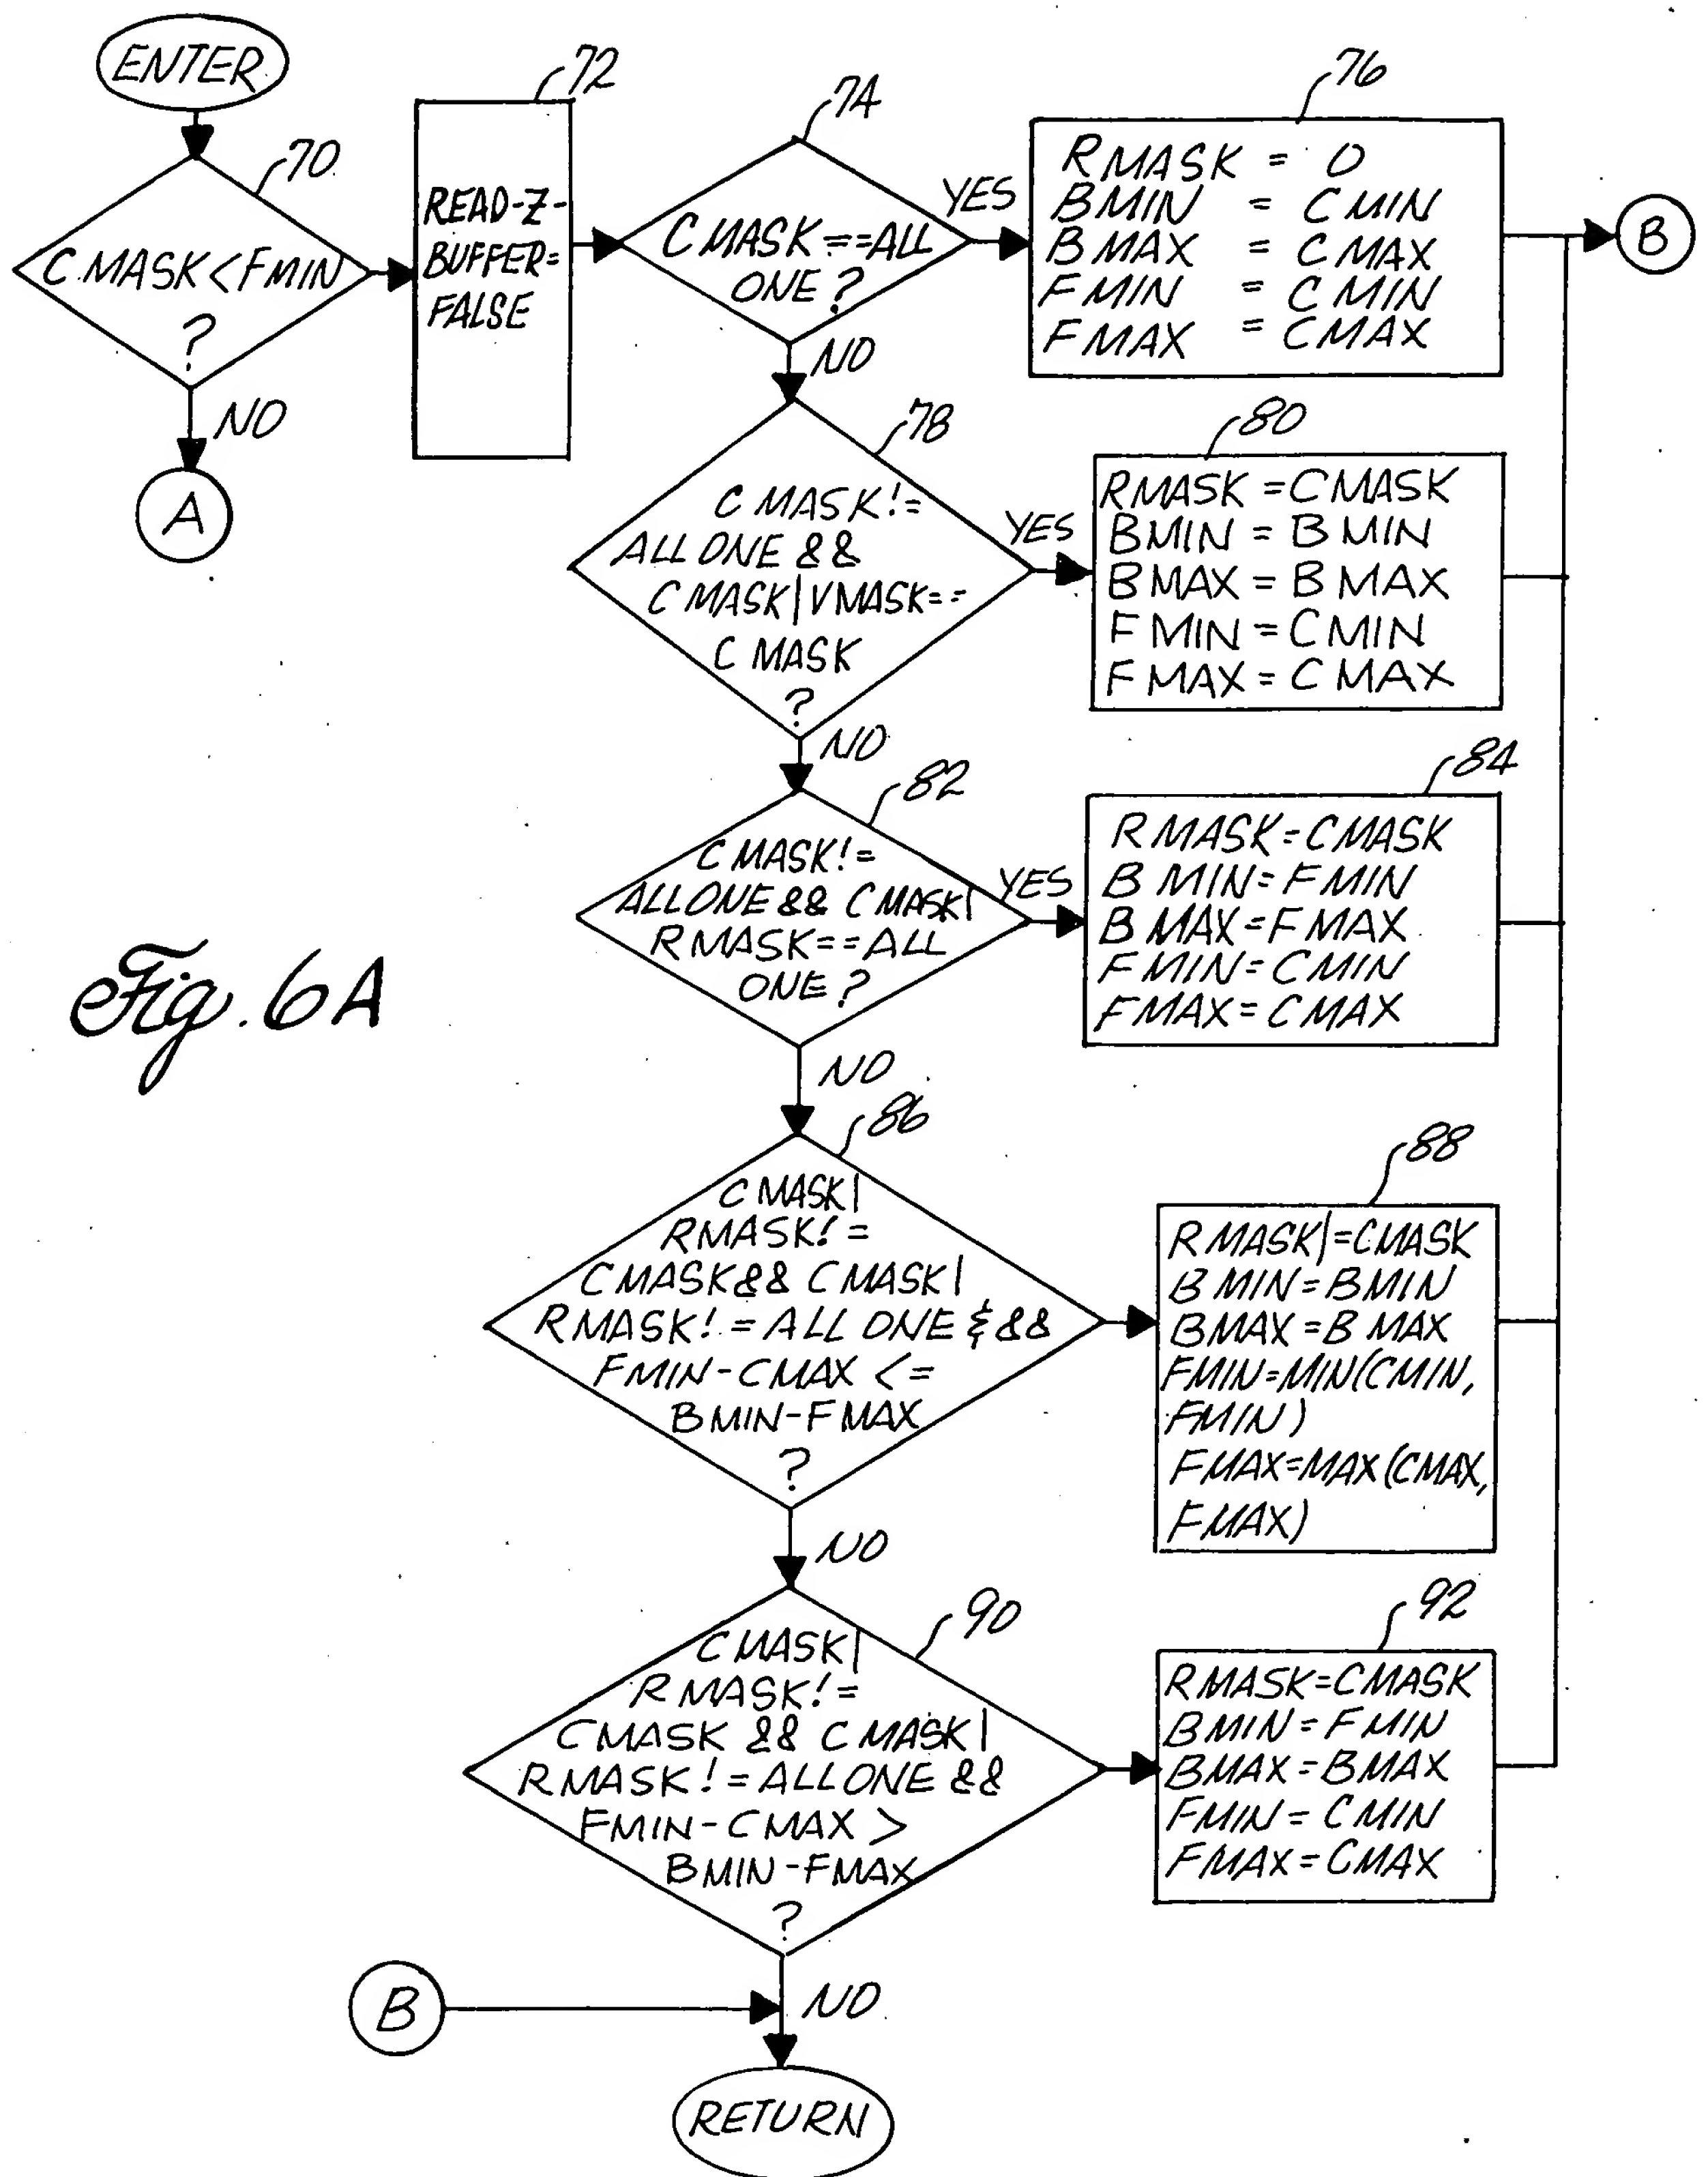 ENTER
70
C MASK < FMIN
?
NO
A
72
READ-Z-
BUFFER=
FALSE
74
C MASK == ALL
ONE ?
YES
NO
76
RMASK = 0
BMIN = CMIN
BMAX = CMAX
FMIN = CMIN
FMAX = CMAX
B
78
C MASK !=
ALL ONE &&
C MASK | VMASK ==
C MASK
?
YES
NO
80
RMASK = CMASK
BMIN = BMIN
BMAX = BMAX
FMIN = CMIN
FMAX = CMAX
82
C MASK !=
ALL ONE && CMASK |
RMASK == ALL
ONE ?
YES
NO
84
RMASK = CMASK
BMIN = FMIN
BMAX = FMAX
FMIN = CMIN
FMAX = CMAX
Fig. 6A
86
C MASK |
RMASK !=
CMASK && CMASK |
RMASK != ALL ONE & &&
FMIN-CMAX <=
BMIN-FMAX
?
NO
88
RMASK |= CMASK
BMIN = BMIN
BMAX = BMAX
FMIN = MIN(CMIN,
FMIN)
FMAX = MAX(CMAX,
FMAX)
90
C MASK |
RMASK !=
CMASK && CMASK |
RMASK != ALL ONE &&
FMIN-CMAX >
BMIN-FMAX
?
NO
92
RMASK = CMASK
BMIN = FMIN
BMAX = BMAX
FMIN = CMIN
FMAX = CMAX
B
RETURN